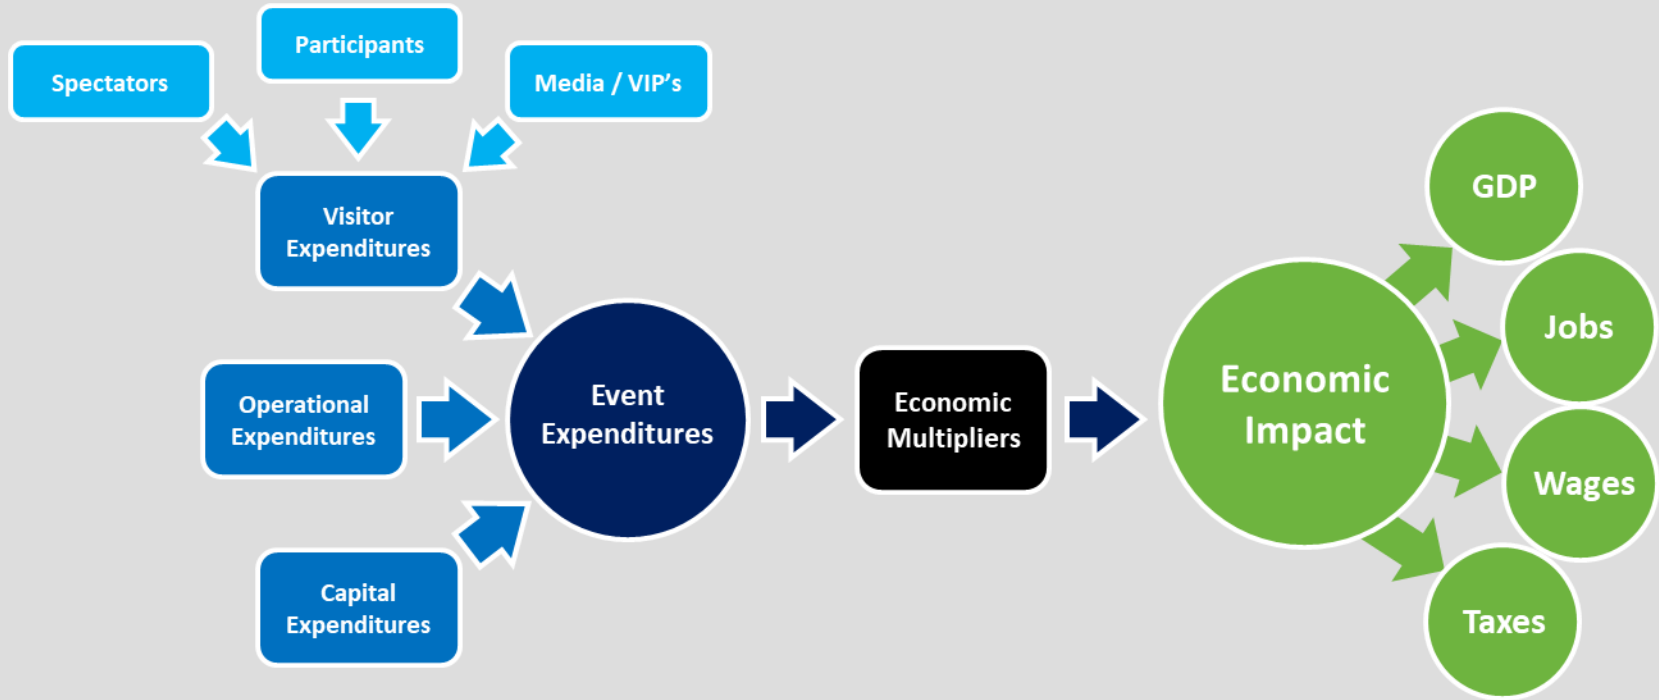 Participants
Spectators
Media / VIP’s
Visitor
Expenditures
Operational
Expenditures
Capital
Expenditures
Event
Expenditures
Economic
Multipliers
Economic
Impact
GDP
Jobs
Wages
Taxes